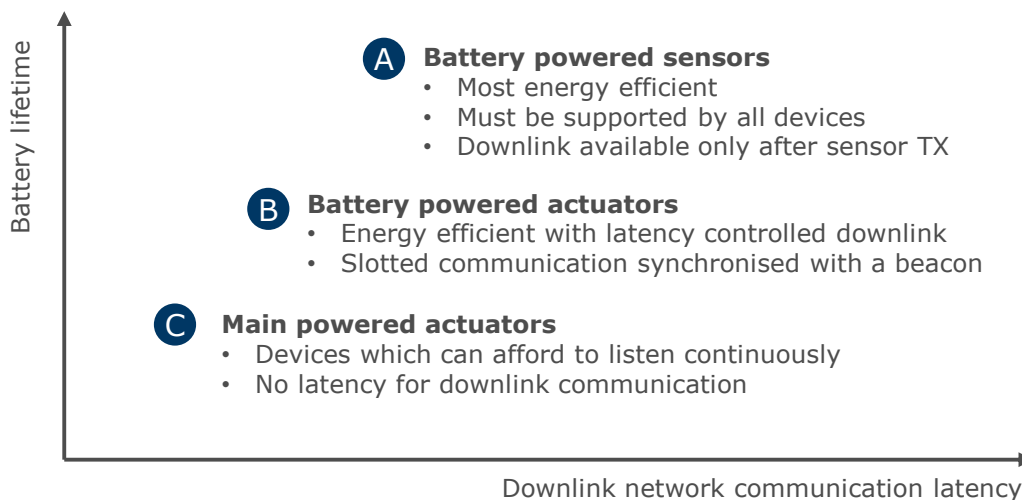 Battery lifetime
A
Battery powered sensors
• Most energy efficient
• Must be supported by all devices
• Downlink available only after sensor TX
B
Battery powered actuators
• Energy efficient with latency controlled downlink
• Slotted communication synchronised with a beacon
C
Main powered actuators
• Devices which can afford to listen continuously
• No latency for downlink communication
Downlink network communication latency